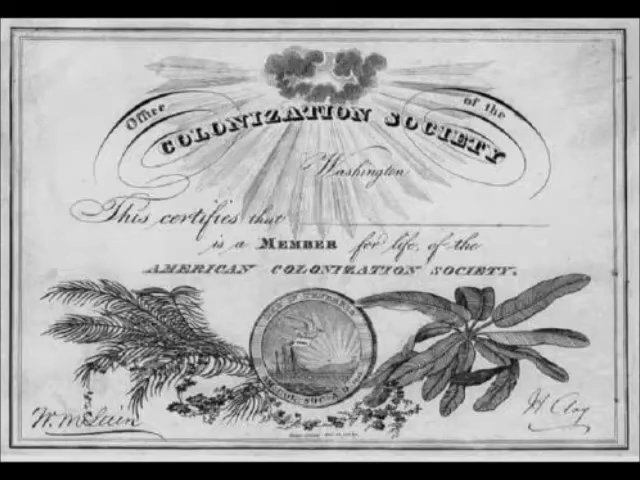 Office of the
COLONIZATION SOCIETY
Washington
This certifies that
is a MEMBER for life, of the
AMERICAN COLONIZATION SOCIETY.
W. McLain
H Clay